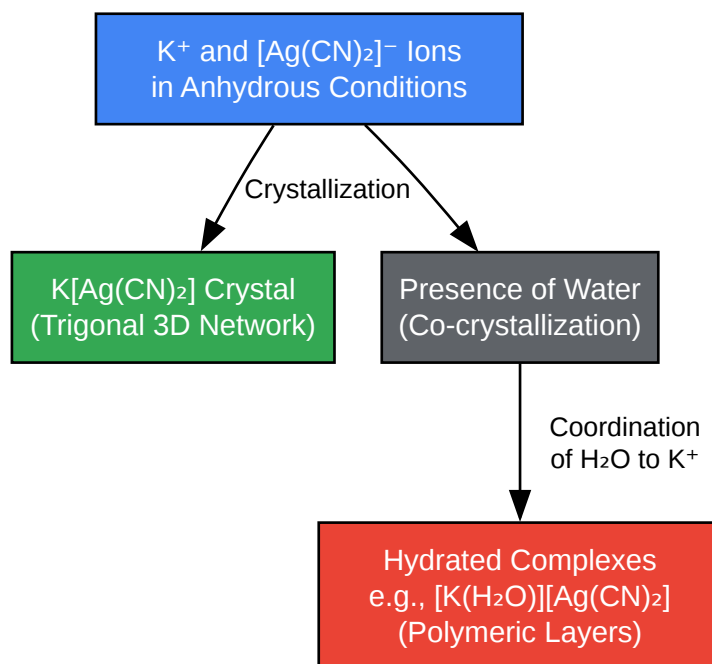 K⁺ and [Ag(CN)₂]⁻ Ions
in Anhydrous Conditions
Crystallization
K[Ag(CN)₂] Crystal
(Trigonal 3D Network)
Presence of Water
(Co-crystallization)
Coordination
of H₂O to K⁺
Hydrated Complexes
e.g., [K(H₂O)][Ag(CN)₂]
(Polymeric Layers)